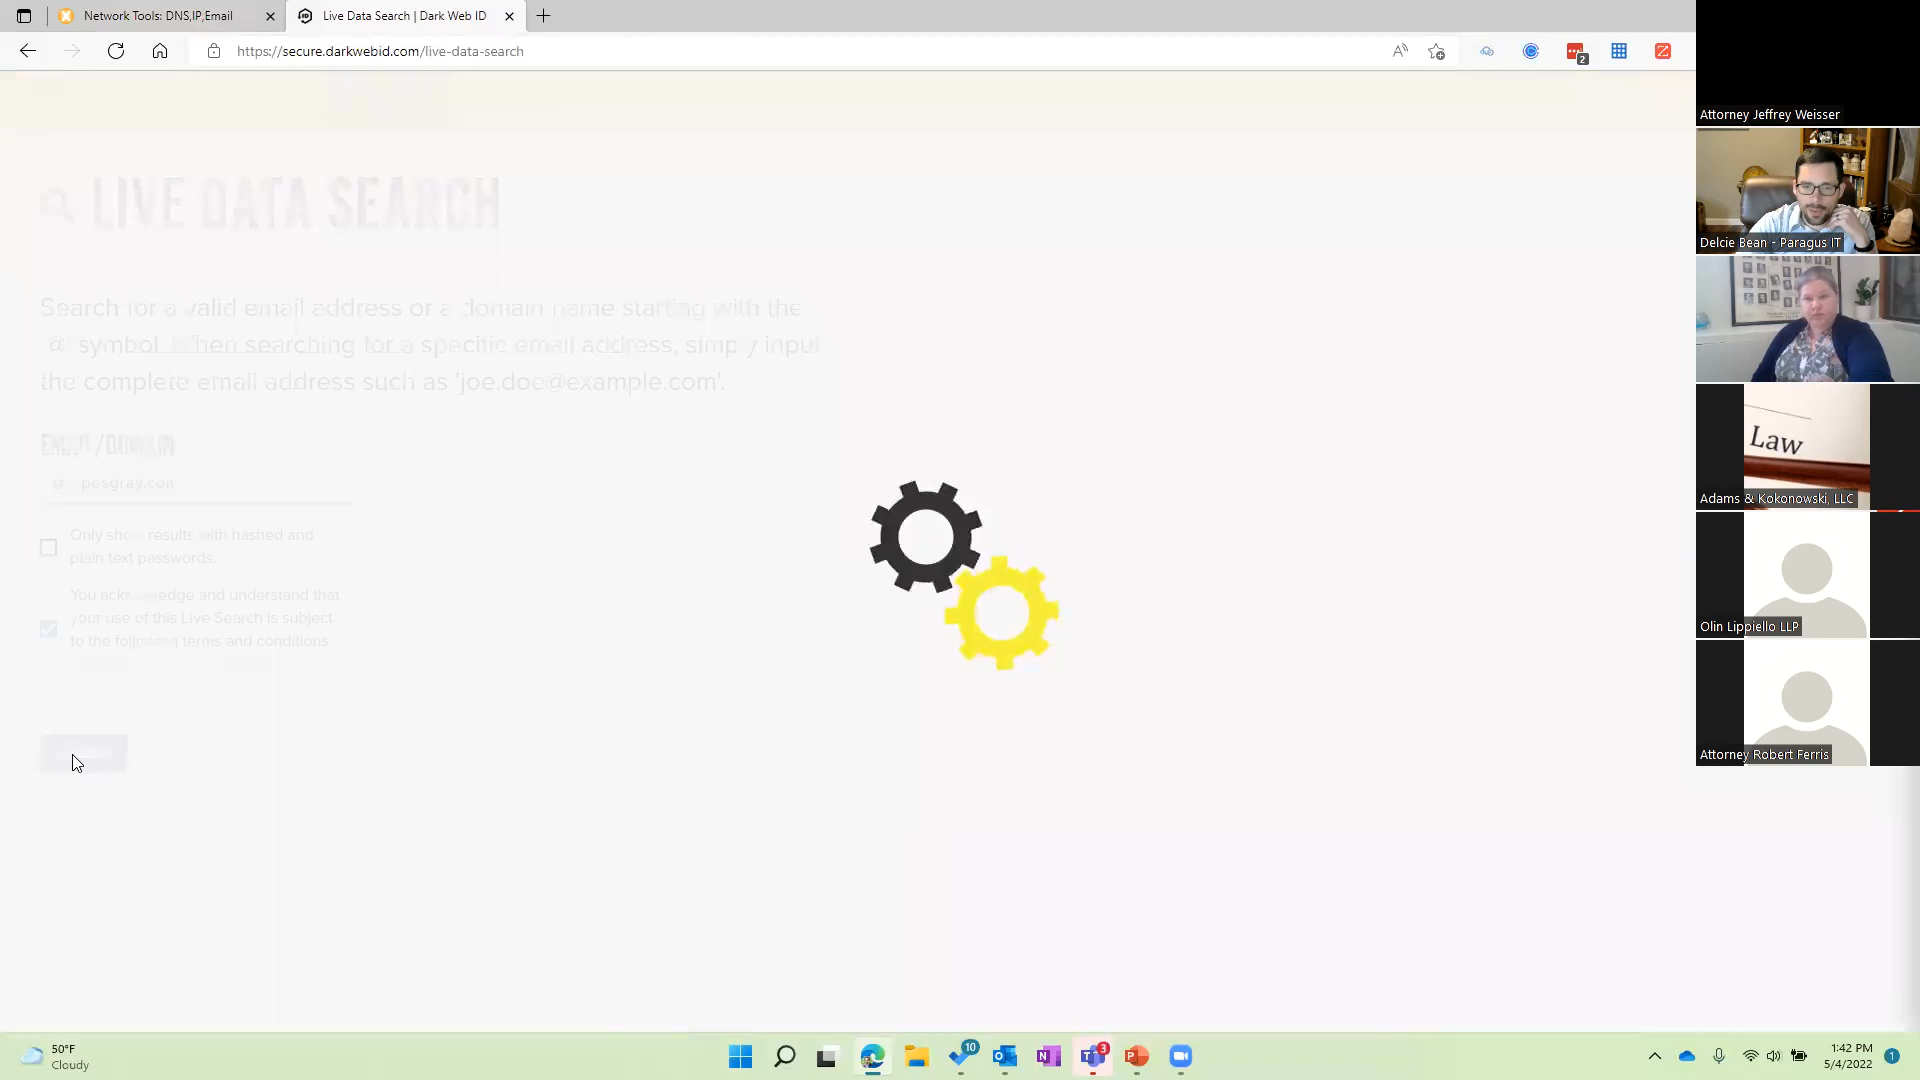 Network Tools: DNS,IP,Email
Live Data Search | Dark Web ID
https://secure.darkwebid.com/live-data-search
2
LIVE DATA SEARCH
Search for a valid email address or a domain name starting with the
@ symbol. When searching for a specific email address, simply input
the complete email address such as 'joe.doe@example.com'.
EMAIL/DOMAIN
Only show results with hashed and
plain text passwords.
You acknowledge and understand that
your use of this Live Search is subject
to the following terms and conditions
Attorney Jeffrey Weisser
Delcie Bean - Paragus IT
Law
Adams & Kokonowski, LLC
Olin Lippiello LLP
Attorney Robert Ferris
50°F
Cloudy
10
3
1:42 PM
5/4/2022
1